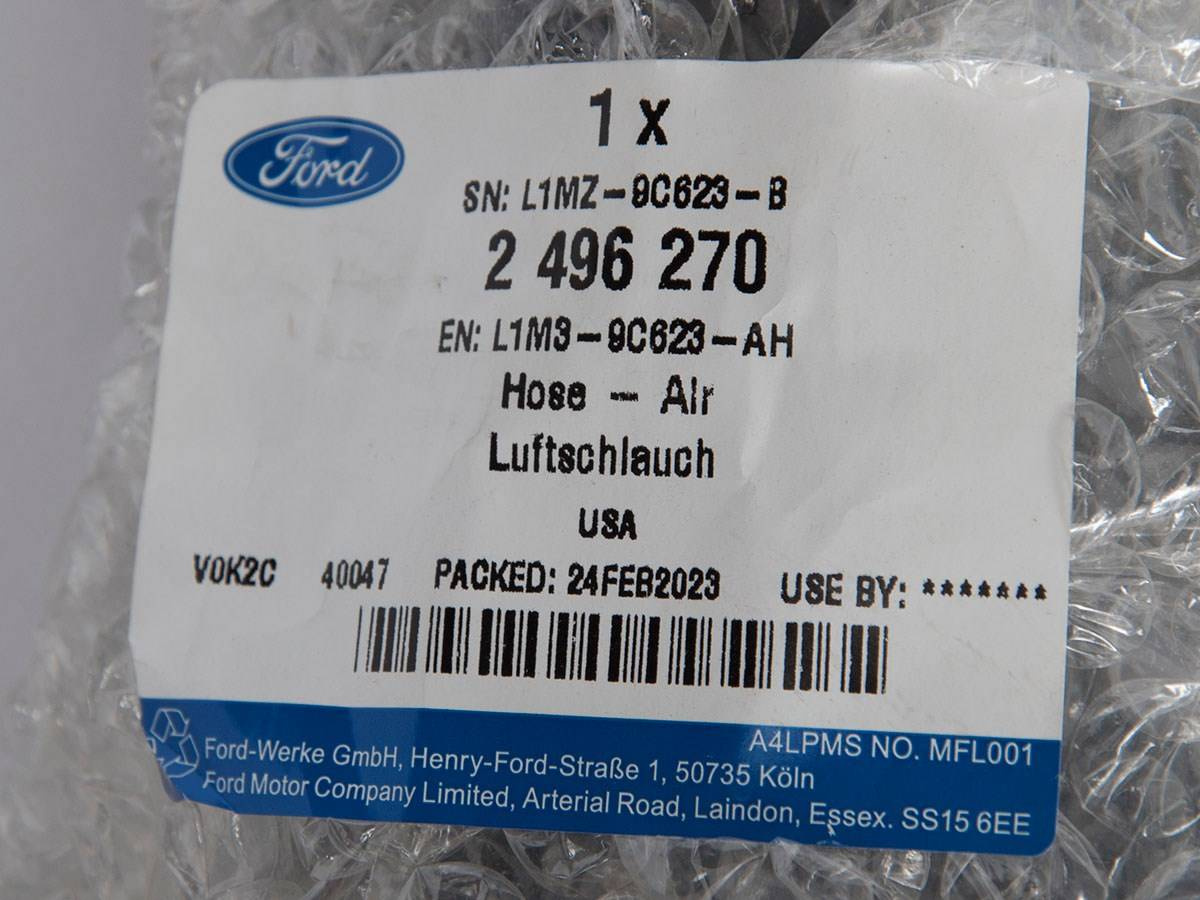 Ford
1 x
SN: L1MZ-9C623-B
2 496 270
EN: L1M3-9C623-AH
Hose - Air
Luftschlauch
USA
V0K2C 40047 PACKED: 24FEB2023 USE BY: *******
A4LPMS NO. MFL001
Ford-Werke GmbH, Henry-Ford-Straße 1, 50735 Köln
Ford Motor Company Limited, Arterial Road, Laindon, Essex. SS15 6EE